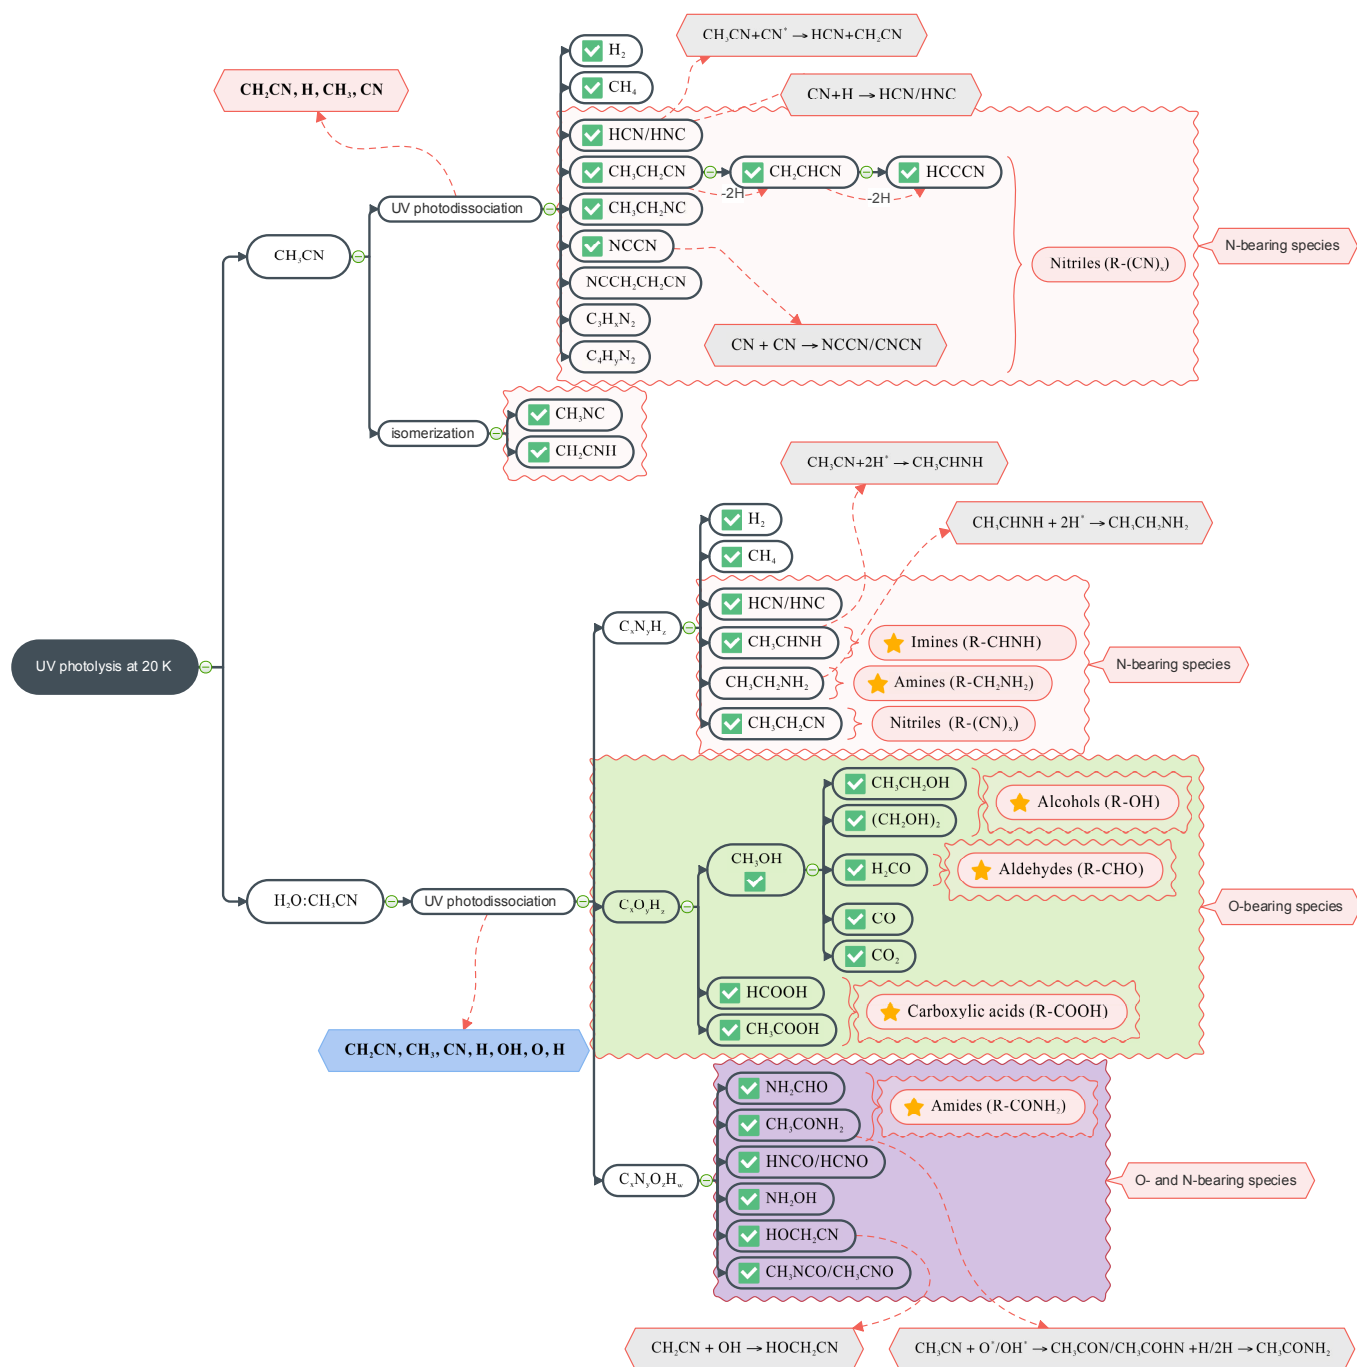 CH₃CN+CN* → HCN+CH₂CN
H₂
CH₂CN, H, CH₃, CN
CH₄
CN+H → HCN/HNC
HCN/HNC
CH₃CH₂CN
CH₂CHCN
HCCCN
-2H
-2H
UV photodissociation
CH₃CH₂NC
CH₃CN
NCCN
N-bearing species
Nitriles (R-(CN)ₓ)
NCCH₂CH₂CN
C₃HₓN₂
CN + CN → NCCN/CNCN
C₄HᵧN₂
CH₃NC
isomerization
CH₂CNH
CH₃CN+2H* → CH₃CHNH
H₂
CH₃CHNH + 2H* → CH₃CH₂NH₂
CH₄
HCN/HNC
CₓNᵧH𝓏
CH₃CHNH
Imines (R-CHNH)
UV photolysis at 20 K
N-bearing species
CH₃CH₂NH₂
Amines (R-CH₂NH₂)
CH₃CH₂CN
Nitriles (R-(CN)ₓ)
CH₃CH₂OH
Alcohols (R-OH)
(CH₂OH)₂
CH₃OH
H₂CO
Aldehydes (R-CHO)
H₂O:CH₃CN
UV photodissociation
CₓOᵧH𝓏
O-bearing species
CO
CO₂
HCOOH
Carboxylic acids (R-COOH)
CH₃COOH
CH₂CN, CH₃, CN, H, OH, O, H
NH₂CHO
Amides (R-CONH₂)
CH₃CONH₂
HNCO/HCNO
CₓNᵧO𝓏H𝓌
O- and N-bearing species
NH₂OH
HOCH₂CN
CH₃NCO/CH₃CNO
CH₂CN + OH → HOCH₂CN
CH₃CN + O*/OH* → CH₃CON/CH₃COHN +H/2H → CH₃CONH₂